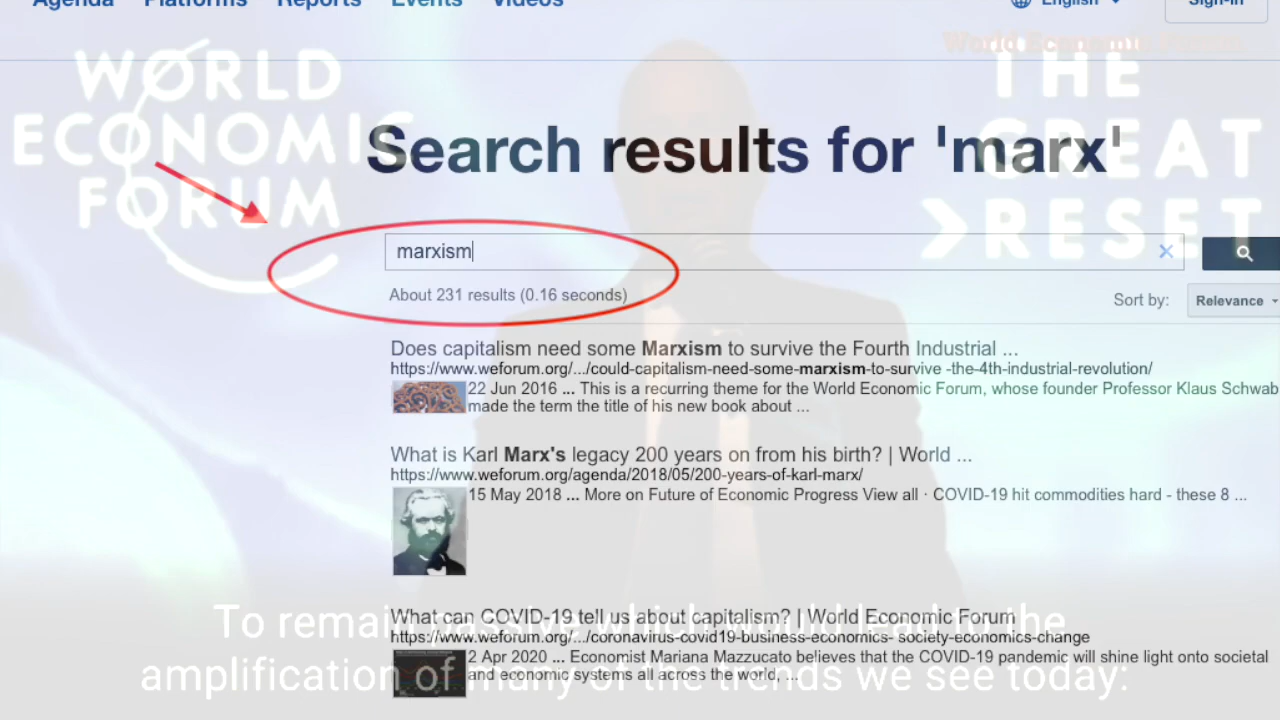 Agenda Platforms Reports Events Videos English Sign-in
World Economic Forum
WORLD
ECONOMIC
FORUM
THE
GREAT
>RESET
Search results for 'marx'
marxism
About 231 results (0.16 seconds)
Sort by: Relevance
Does capitalism need some Marxism to survive the Fourth Industrial ...
https://www.weforum.org/.../could-capitalism-need-some-marxism-to-survive -the-4th-industrial-revolution/
22 Jun 2016 ... This is a recurring theme for the World Economic Forum, whose founder Professor Klaus Schwab
made the term the title of his new book about ...
What is Karl Marx's legacy 200 years on from his birth? | World ...
https://www.weforum.org/agenda/2018/05/200-years-of-karl-marx/
15 May 2018 ... More on Future of Economic Progress View all · COVID-19 hit commodities hard - these 8 ...
What can COVID-19 tell us about capitalism? | World Economic Forum
https://www.weforum.org/.../coronavirus-covid19-business-economics- society-economics-change
2 Apr 2020 ... Economist Mariana Mazzucato believes that the COVID-19 pandemic will shine light onto societal
and economic systems all across the world, ...
To remain passive which would lead to the
amplification of many of the trends we see today: